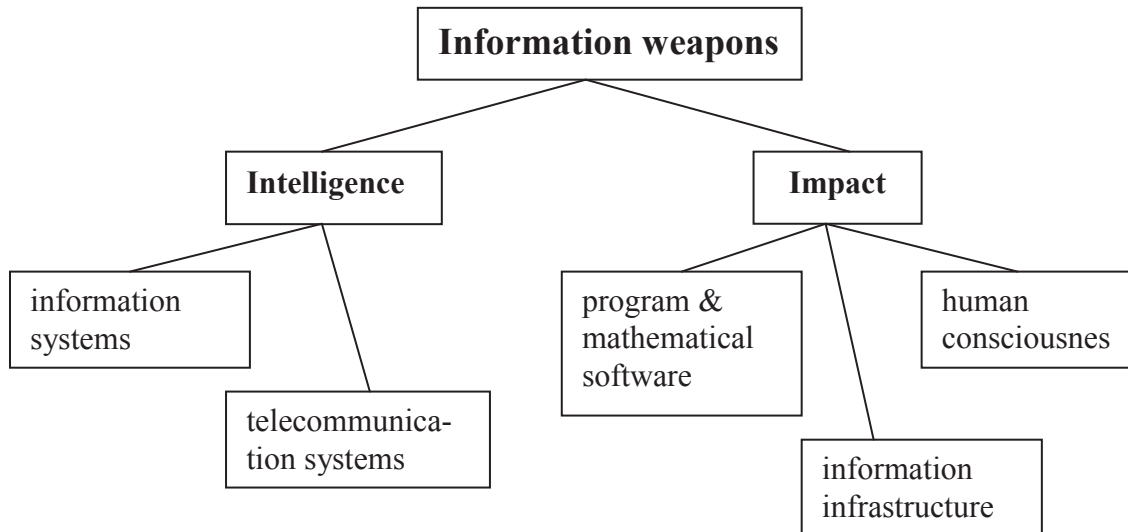 Information weapons
Intelligence
Impact
information
systems
telecommunica-
tion systems
program &
mathematical
software
information
infrastructure
human
consciousnes